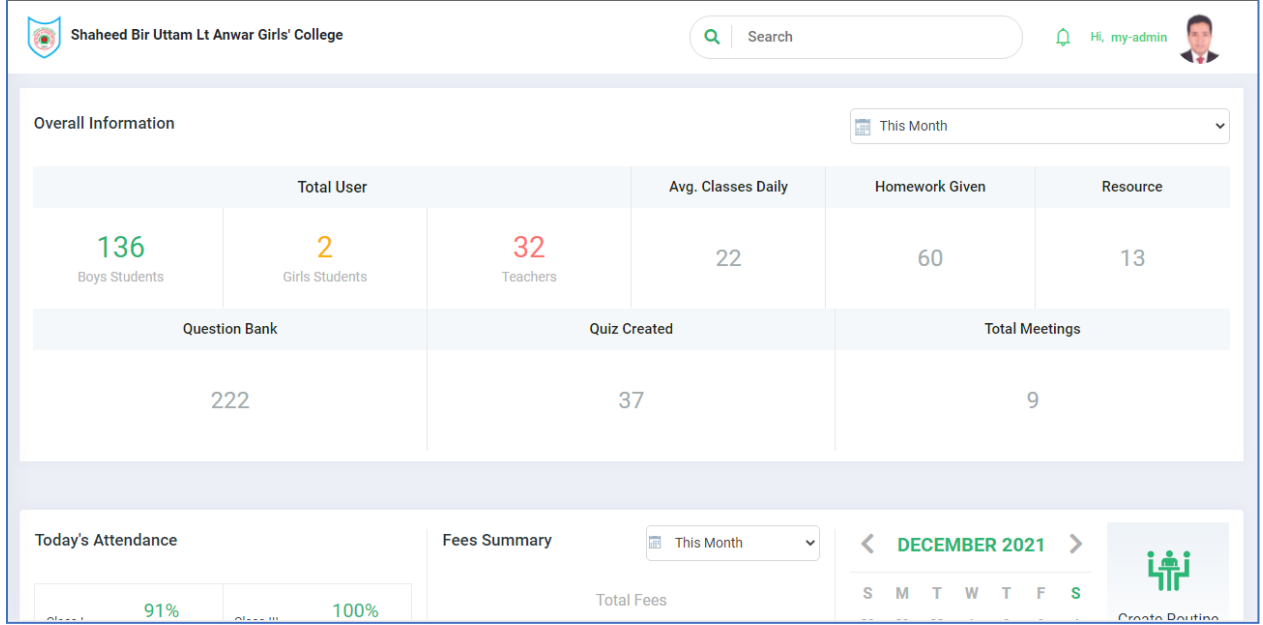 Shaheed Bir Uttam Lt Anwar Girls' College
Search
Hi, my-admin
Overall Information
This Month
Total User
Avg. Classes Daily
Homework Given
Resource
136
Boys Students
2
Girls Students
32
Teachers
22
60
13
Question Bank
Quiz Created
Total Meetings
222
37
9
Today's Attendance
Fees Summary
This Month
DECEMBER 2021
S M T W T F S
Total Fees
91%
100%
Create Routine